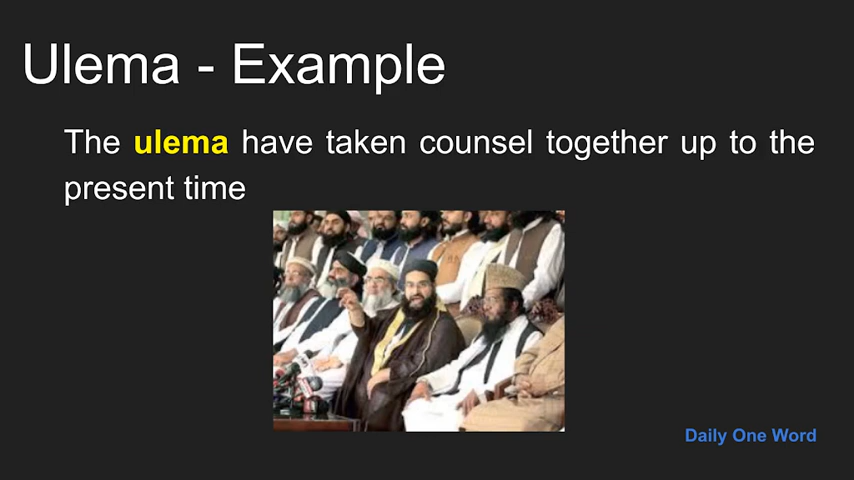 Ulema - Example
The ulema have taken counsel together up to the
present time
Daily One Word